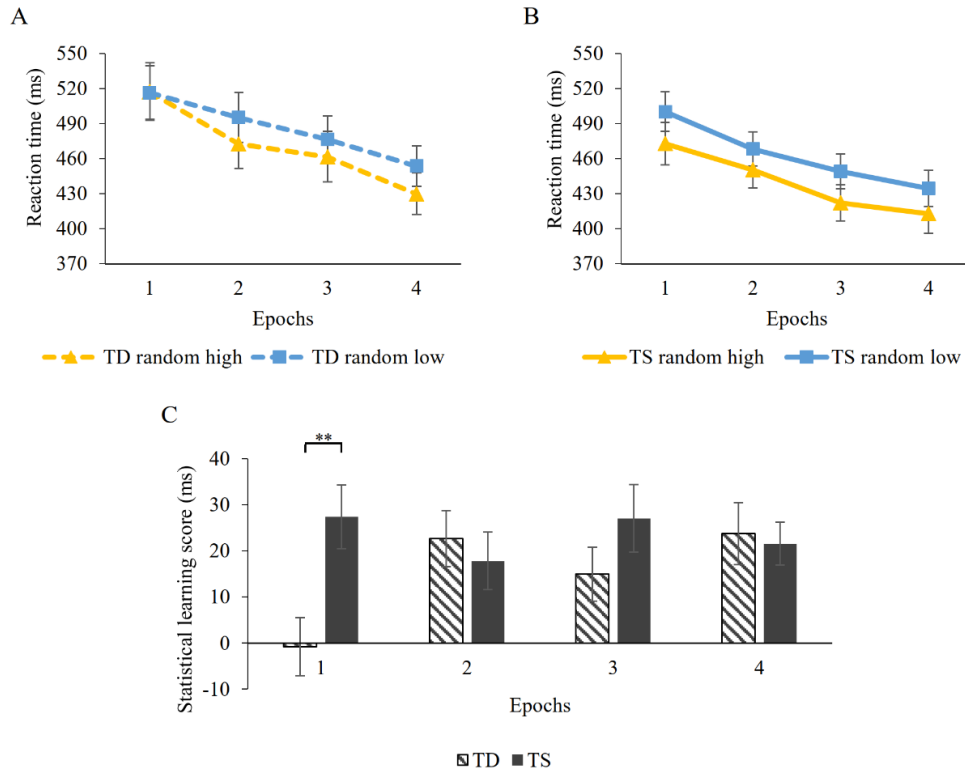 A
B
550
520
490
460
430
400
370
Reaction time (ms)
1 2 3 4
Epochs
TD random high TD random low
550
520
490
460
430
400
370
Reaction time (ms)
1 2 3 4
Epochs
TS random high TS random low
C
**
40
30
20
10
0
-10
Statistical learning score (ms)
1 2 3 4
Epochs
TD TS